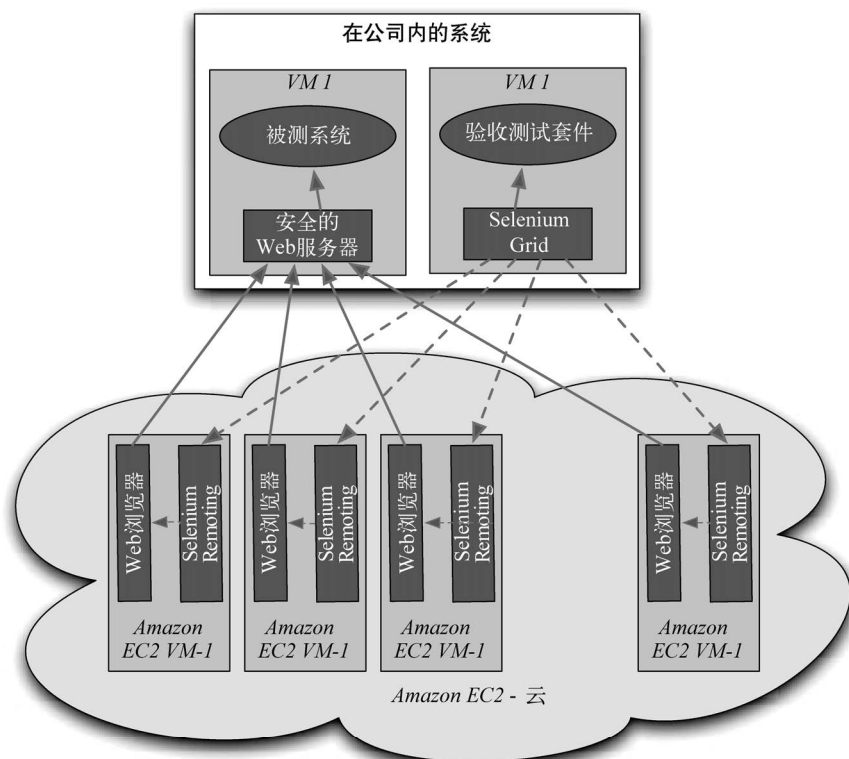 在公司内的系统
VM 1
被测系统
安全的
Web服务器
VM 1
验收测试套件
Selenium
Grid
Web浏览器
Selenium
Remoting
Amazon
EC2 VM-1
Web浏览器
Selenium
Remoting
Amazon
EC2 VM-1
Web浏览器
Selenium
Remoting
Amazon
EC2 VM-1
Web浏览器
Selenium
Remoting
Amazon
EC2 VM-1
Amazon EC2 - 云